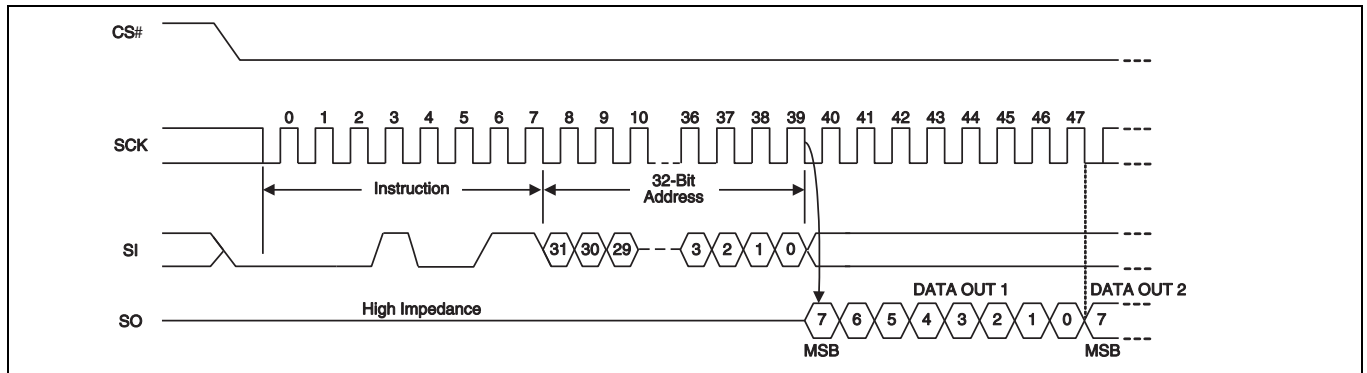 CS#
0 1 2 3 4 5 6 7 8 9 10 36 37 38 39 40 41 42 43 44 45 46 47
SCK
Instruction
32-Bit
Address
SI
31 30 29 3 2 1 0
DATA OUT 1
DATA OUT 2
High Impedance
SO
7 6 5 4 3 2 1 0 7
MSB
MSB